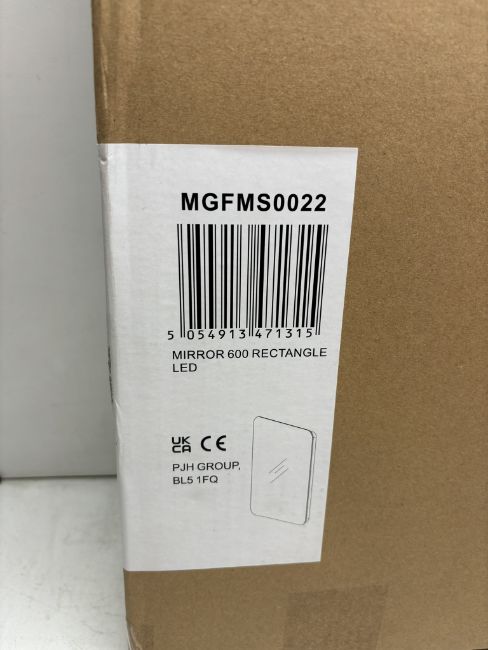 MGFMS0022
5 054913 471315
MIRROR 600 RECTANGLE
LED
UK
CA CE
PJH GROUP,
BL5 1FQ